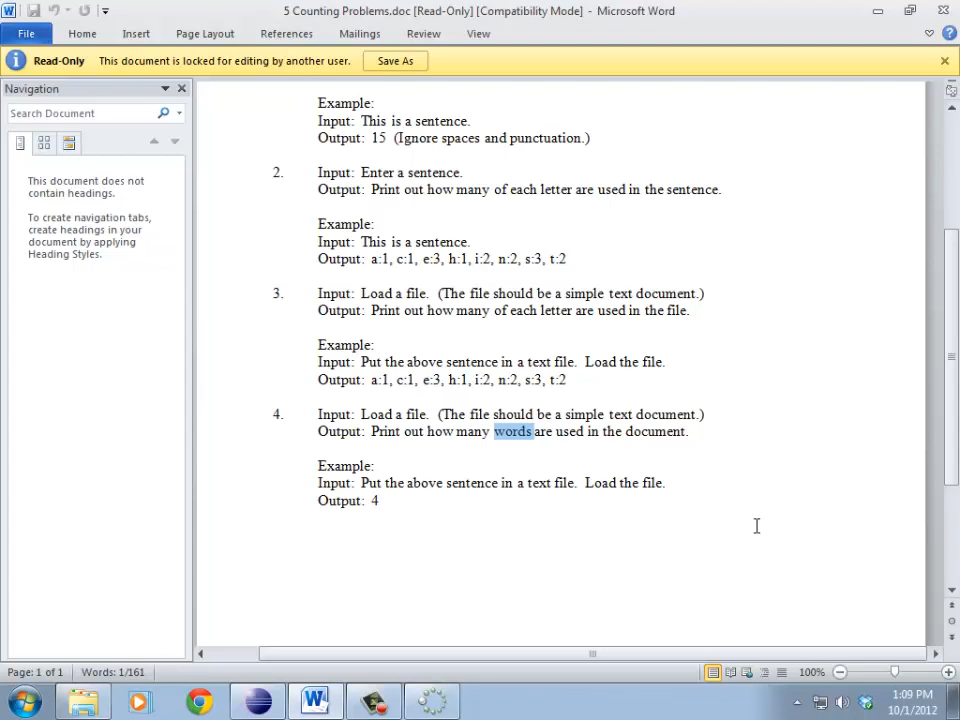 5 Counting Problems.doc [Read-Only] [Compatibility Mode] - Microsoft Word
File Home Insert Page Layout References Mailings Review View
Read-Only This document is locked for editing by another user. Save As
Navigation
Search Document
This document does not
contain headings.
To create navigation tabs,
create headings in your
document by applying
Heading Styles.
Example:
Input: This is a sentence.
Output: 15 (Ignore spaces and punctuation.)
2. Input: Enter a sentence.
Output: Print out how many of each letter are used in the sentence.
Example:
Input: This is a sentence.
Output: a:1, c:1, e:3, h:1, i:2, n:2, s:3, t:2
3. Input: Load a file. (The file should be a simple text document.)
Output: Print out how many of each letter are used in the file.
Example:
Input: Put the above sentence in a text file. Load the file.
Output: a:1, c:1, e:3, h:1, i:2, n:2, s:3, t:2
4. Input: Load a file. (The file should be a simple text document.)
Output: Print out how many words are used in the document.
Example:
Input: Put the above sentence in a text file. Load the file.
Output: 4
Page: 1 of 1 Words: 1/161 100%
1:09 PM
10/1/2012